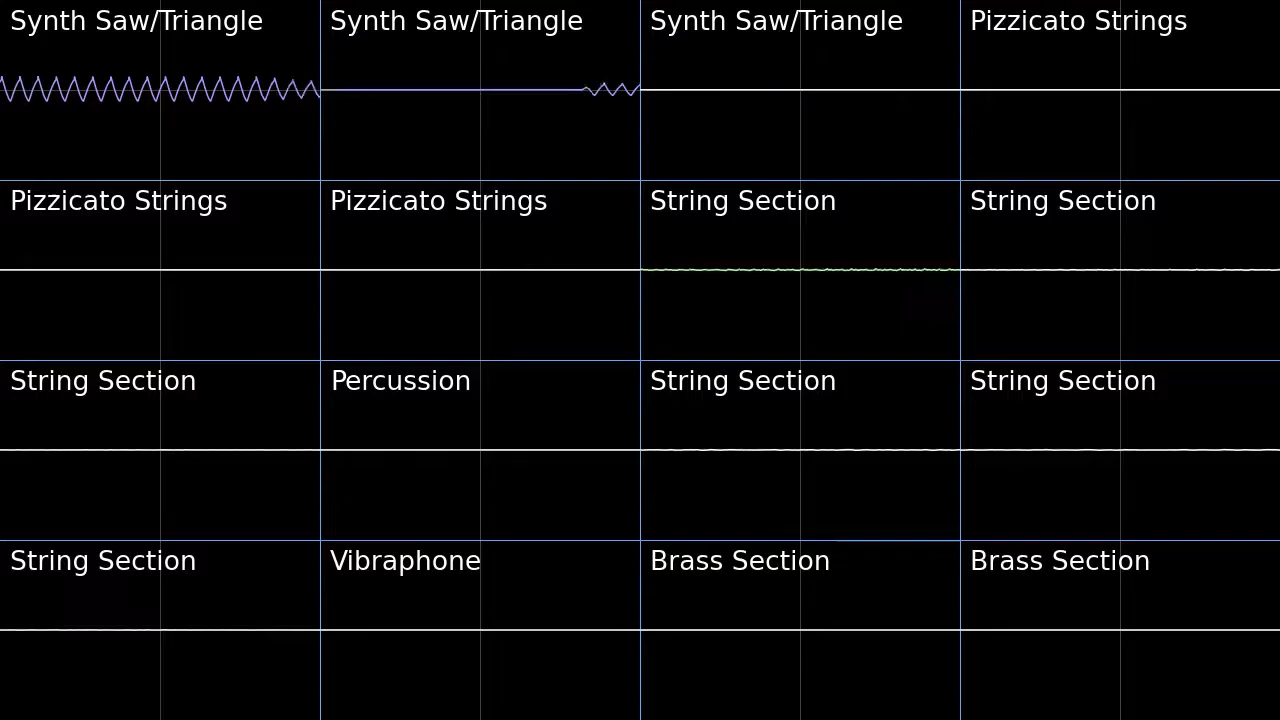 Synth Saw/Triangle
Synth Saw/Triangle
Synth Saw/Triangle
Pizzicato Strings
Pizzicato Strings
Pizzicato Strings
String Section
String Section
String Section
Percussion
String Section
String Section
String Section
Vibraphone
Brass Section
Brass Section